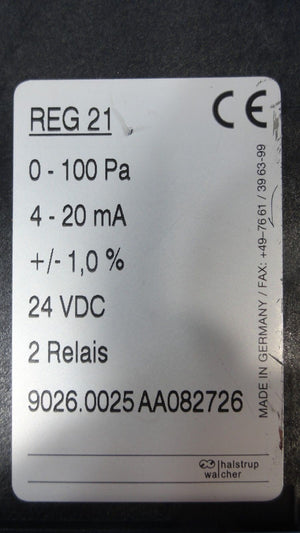 REG 21
CE
0 - 100 Pa
4 - 20 mA
+/- 1,0 %
24 VDC
2 Relais
9026.0025 AA082726
MADE IN GERMANY / FAX: +49-76 61 / 39 63-99
halstrup
walcher